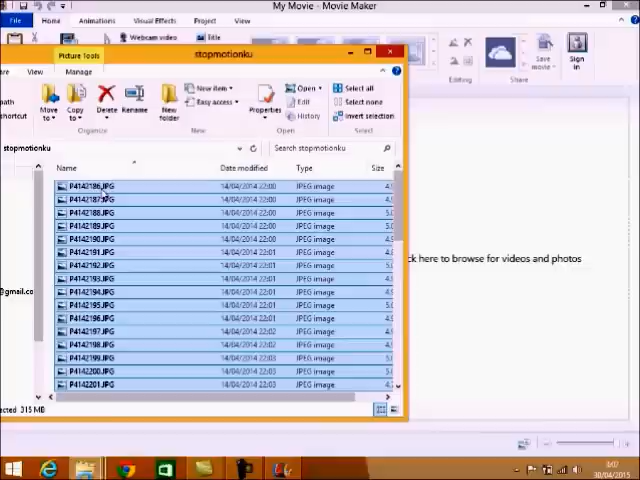 My Movie - Movie Maker
File
Home
Animations
Visual Effects
Project
View
Webcam video
Title
Editing
Save
movie
Share
Sign
in
Picture Tools
stopmotionku
View
Manage
Move
to
Copy
to
Delete
Rename
Organize
New
folder
New item
Easy access
New
Properties
Open
Edit
History
Open
Select all
Select none
Invert selection
Select
stopmotionku
Search stopmotionku
Name
Date modified
Type
Size
P4142186.JPG 14/04/2014 22:00 JPEG image
P4142187.JPG 14/04/2014 22:00 JPEG image
P4142188.JPG 14/04/2014 22:00 JPEG image
P4142189.JPG 14/04/2014 22:00 JPEG image
P4142190.JPG 14/04/2014 22:00 JPEG image
P4142191.JPG 14/04/2014 22:01 JPEG image
P4142192.JPG 14/04/2014 22:01 JPEG image
P4142193.JPG 14/04/2014 22:01 JPEG image
P4142194.JPG 14/04/2014 22:01 JPEG image
P4142195.JPG 14/04/2014 22:01 JPEG image
P4142196.JPG 14/04/2014 22:01 JPEG image
P4142197.JPG 14/04/2014 22:02 JPEG image
P4142198.JPG 14/04/2014 22:02 JPEG image
P4142199.JPG 14/04/2014 22:03 JPEG image
P4142200.JPG 14/04/2014 22:03 JPEG image
P4142201.JPG 14/04/2014 22:03 JPEG image
@gmail.co
315 MB
here to browse for videos and photos
30/04/2015